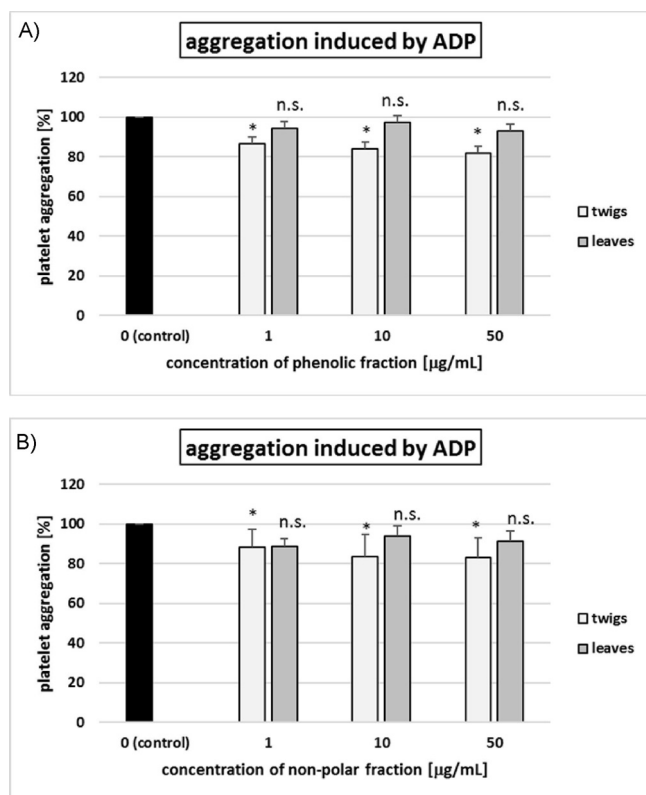 A)
aggregation induced by ADP
platelet aggregation [%]
120
100
80
60
40
20
0
* n.s. * n.s. * n.s.
0 (control) 1 10 50
concentration of phenolic fraction [µg/mL]
twigs
leaves
B)
aggregation induced by ADP
platelet aggregation [%]
120
100
80
60
40
20
0
* n.s. * n.s. * n.s.
0 (control) 1 10 50
concentration of non-polar fraction [µg/mL]
twigs
leaves